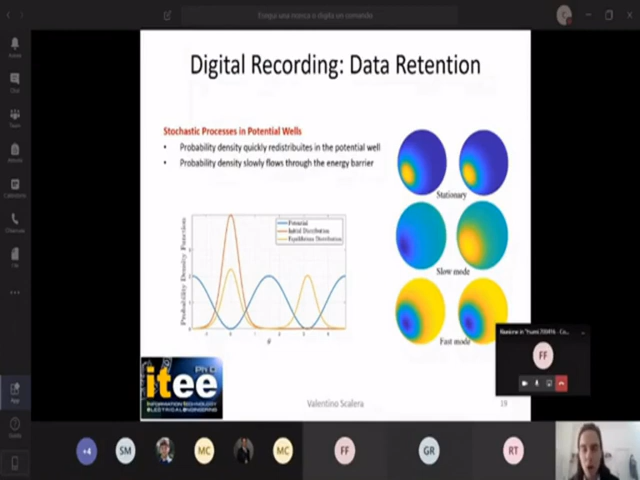 Esegui una ricerca o digita un comando
Digital Recording: Data Retention
Stochastic Processes in Potential Wells
• Probability density quickly redistribuites in the potential well
• Probability density slowly flows through the energy barrier
Stationary
Slow mode
Fast mode
Probability Density Function
Potential
Initial Distribution
Equilibrium Distribution
θ
Ph D
itee
INFORMATION TECHNOLOGY
ELECTRICAL ENGINEERING
Valentino Scalera
19
FF
+4
SM
MC
MC
FF
GR
RT
Chat